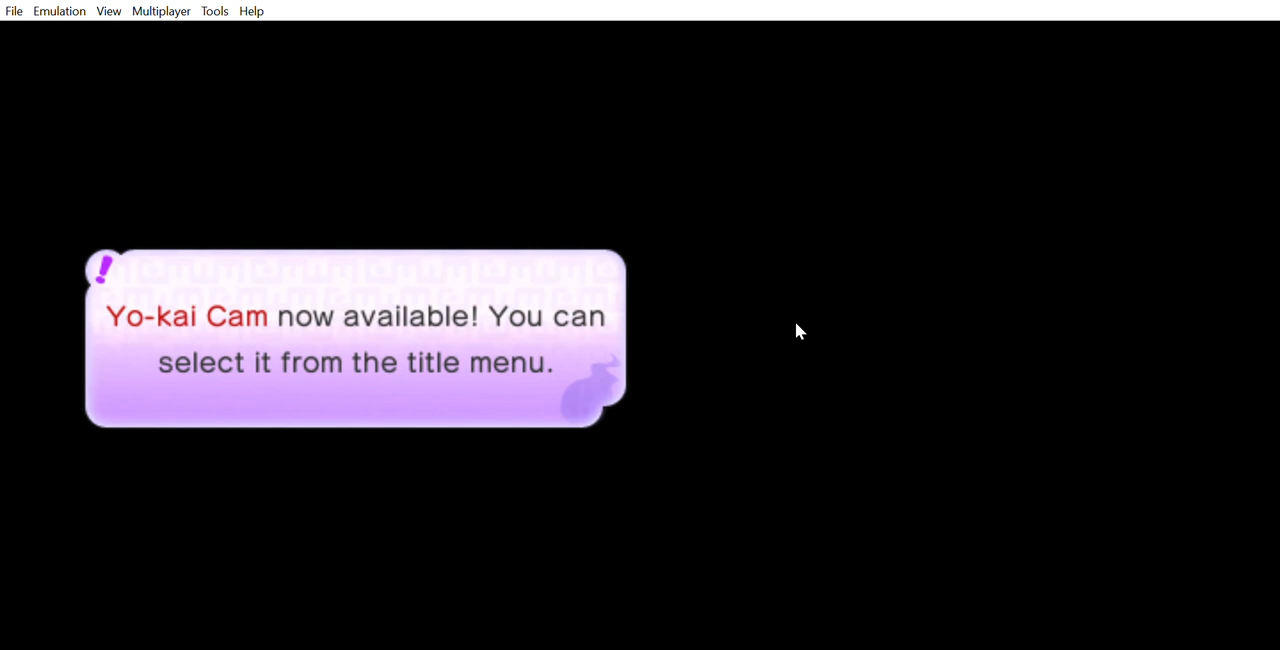 File Emulation View Multiplayer Tools Help
!
Yo-kai Cam now available! You can
select it from the title menu.